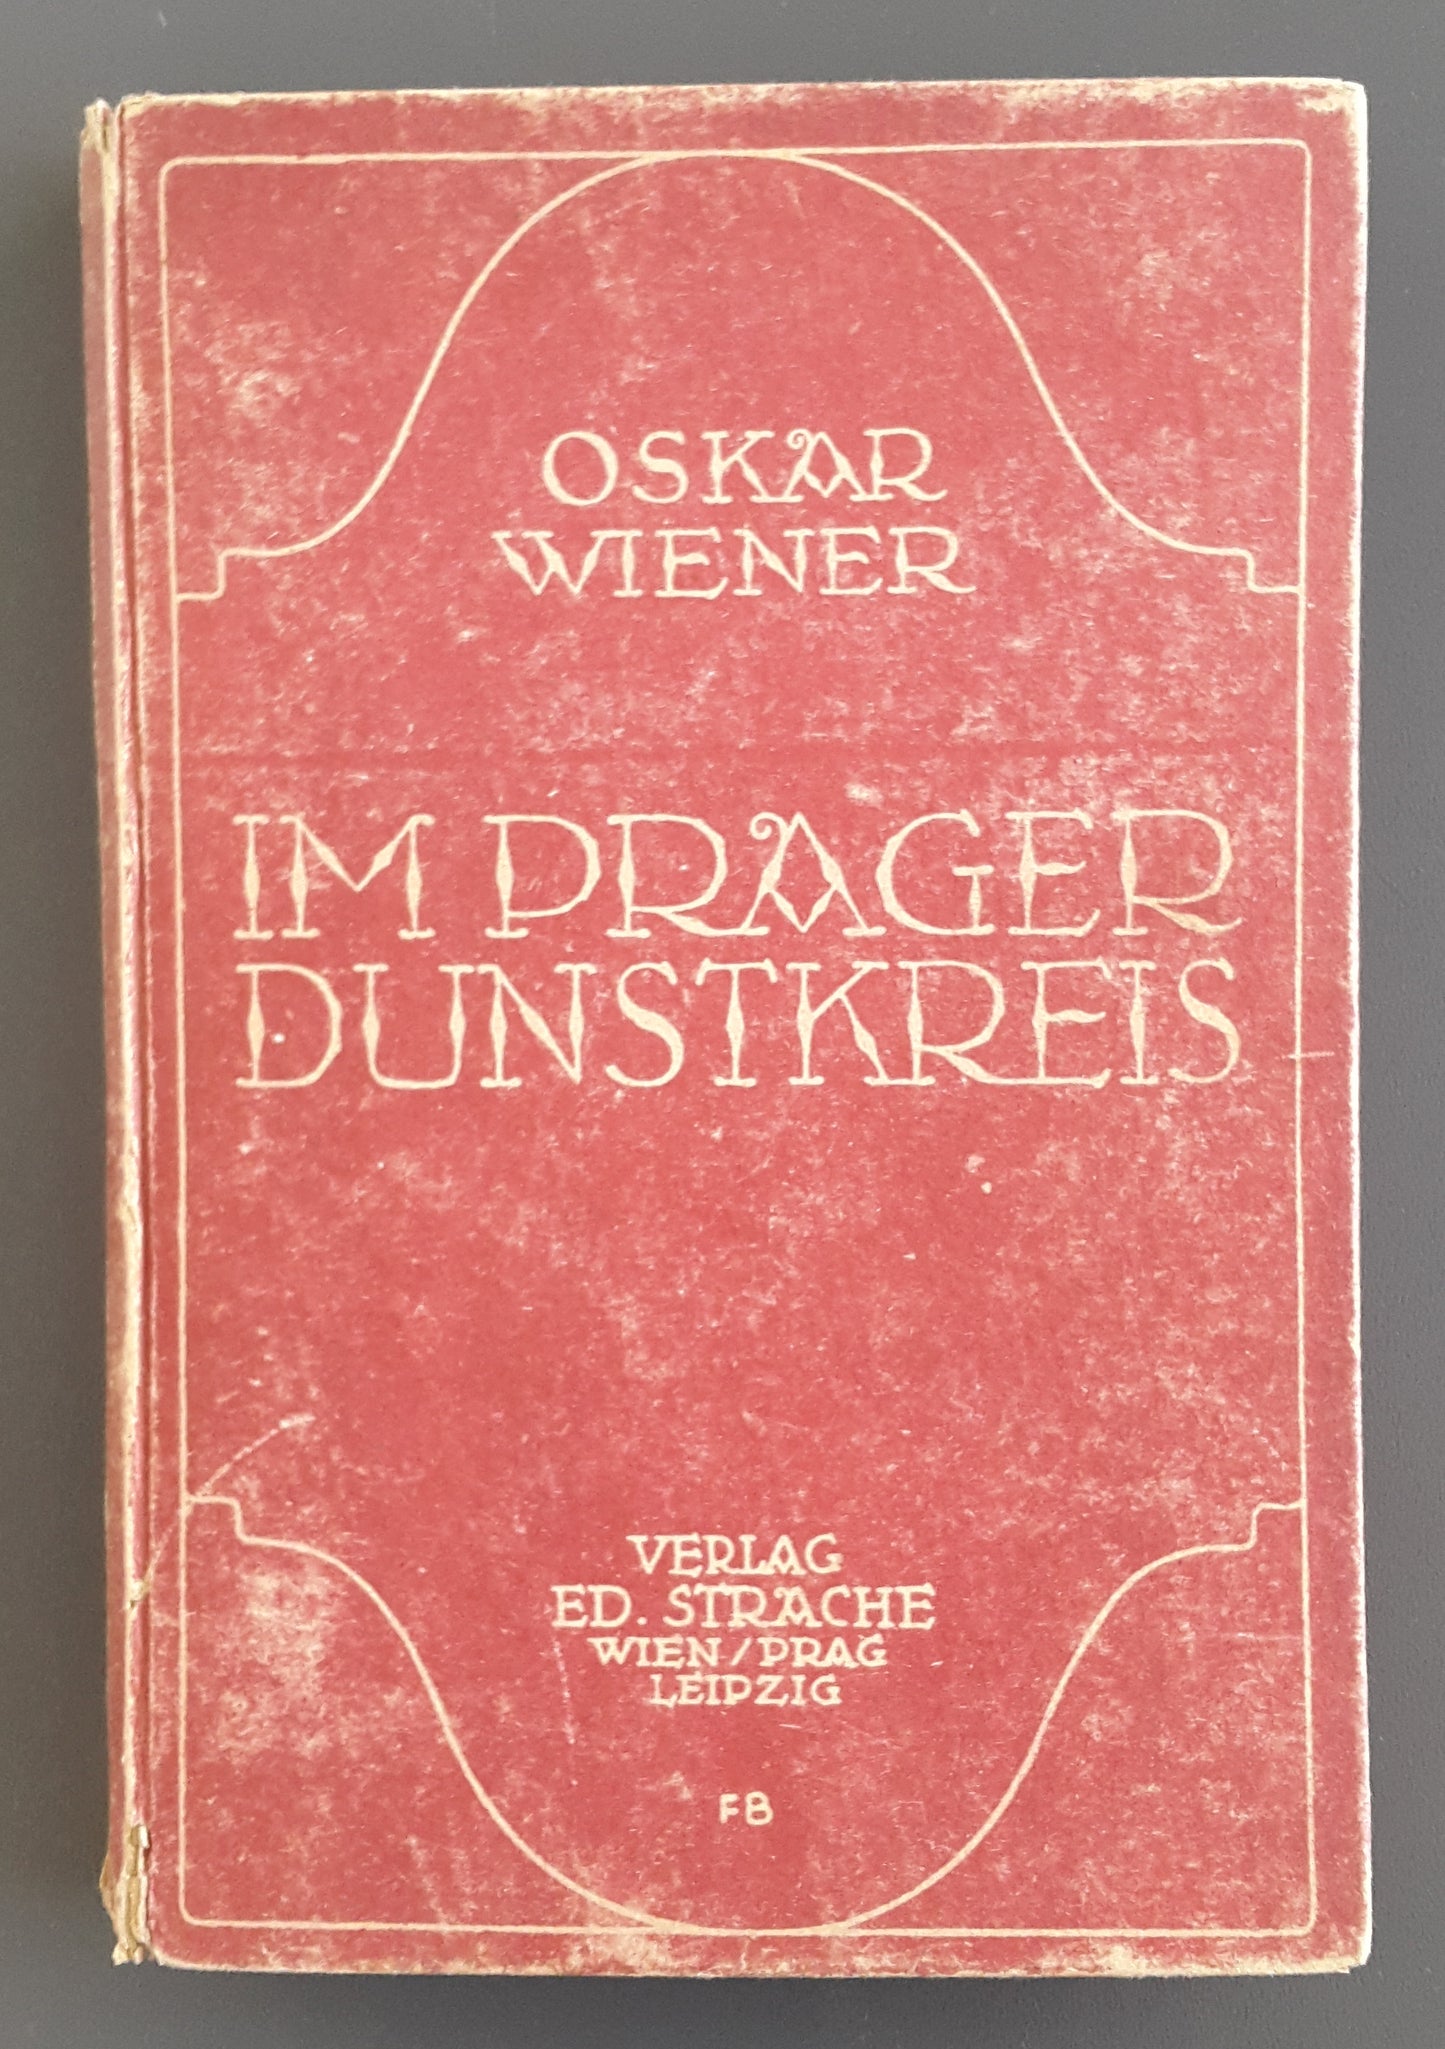 OSKAR
WIENER
IM PRAGER
DUNSTKREIS
VERLAG
ED. STRACHE
WIEN/PRAG
LEIPZIG
FB